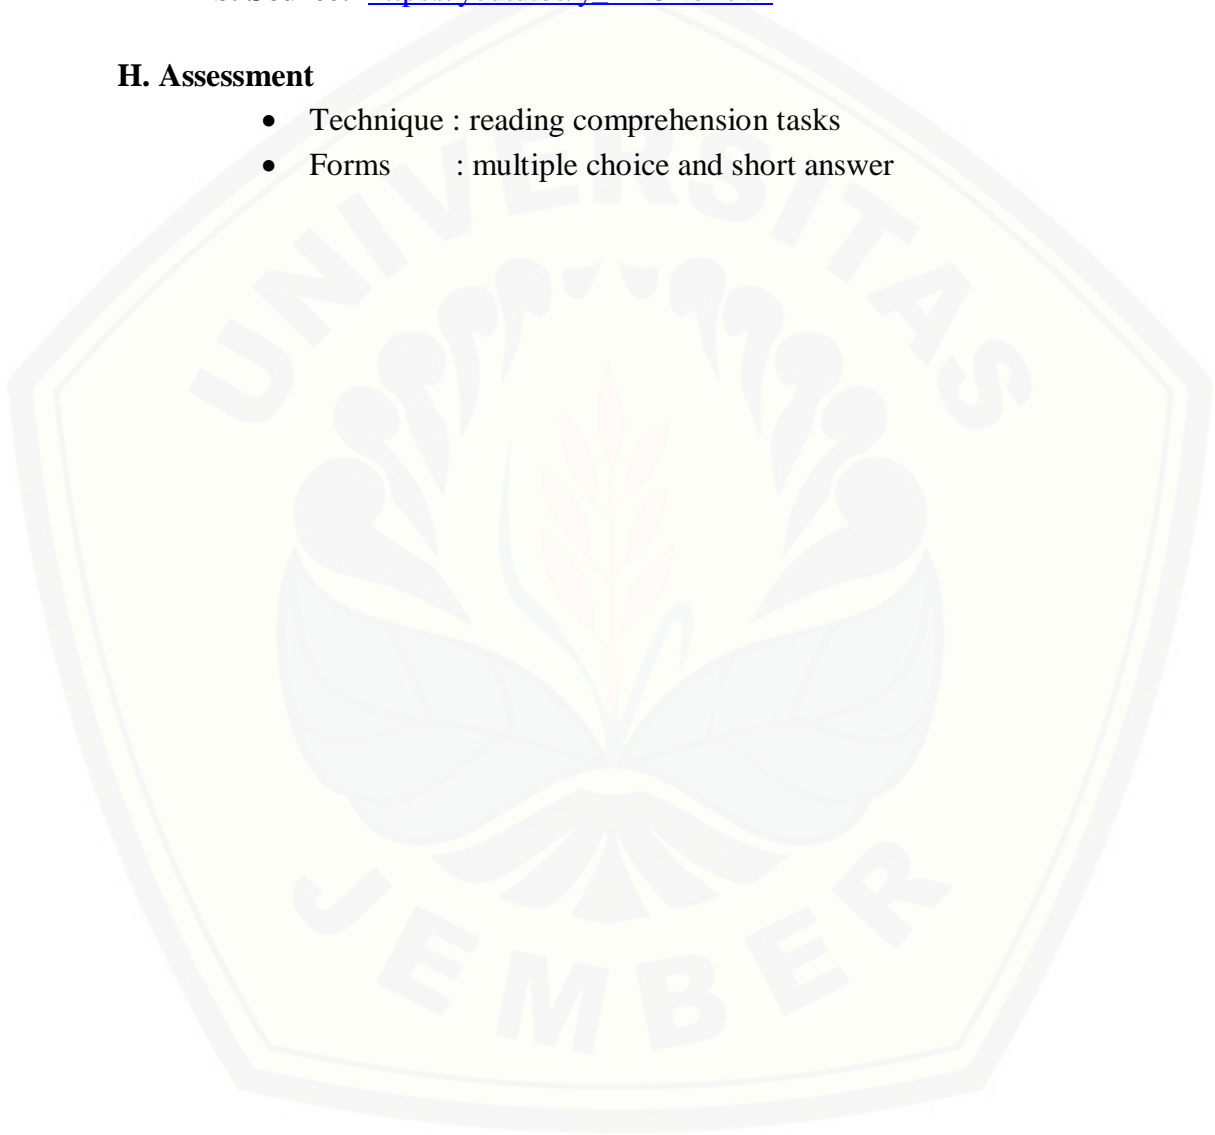 H. Assessment
• Technique : reading comprehension tasks
• Forms : multiple choice and short answer
UNIVERSITAS
JEMBER